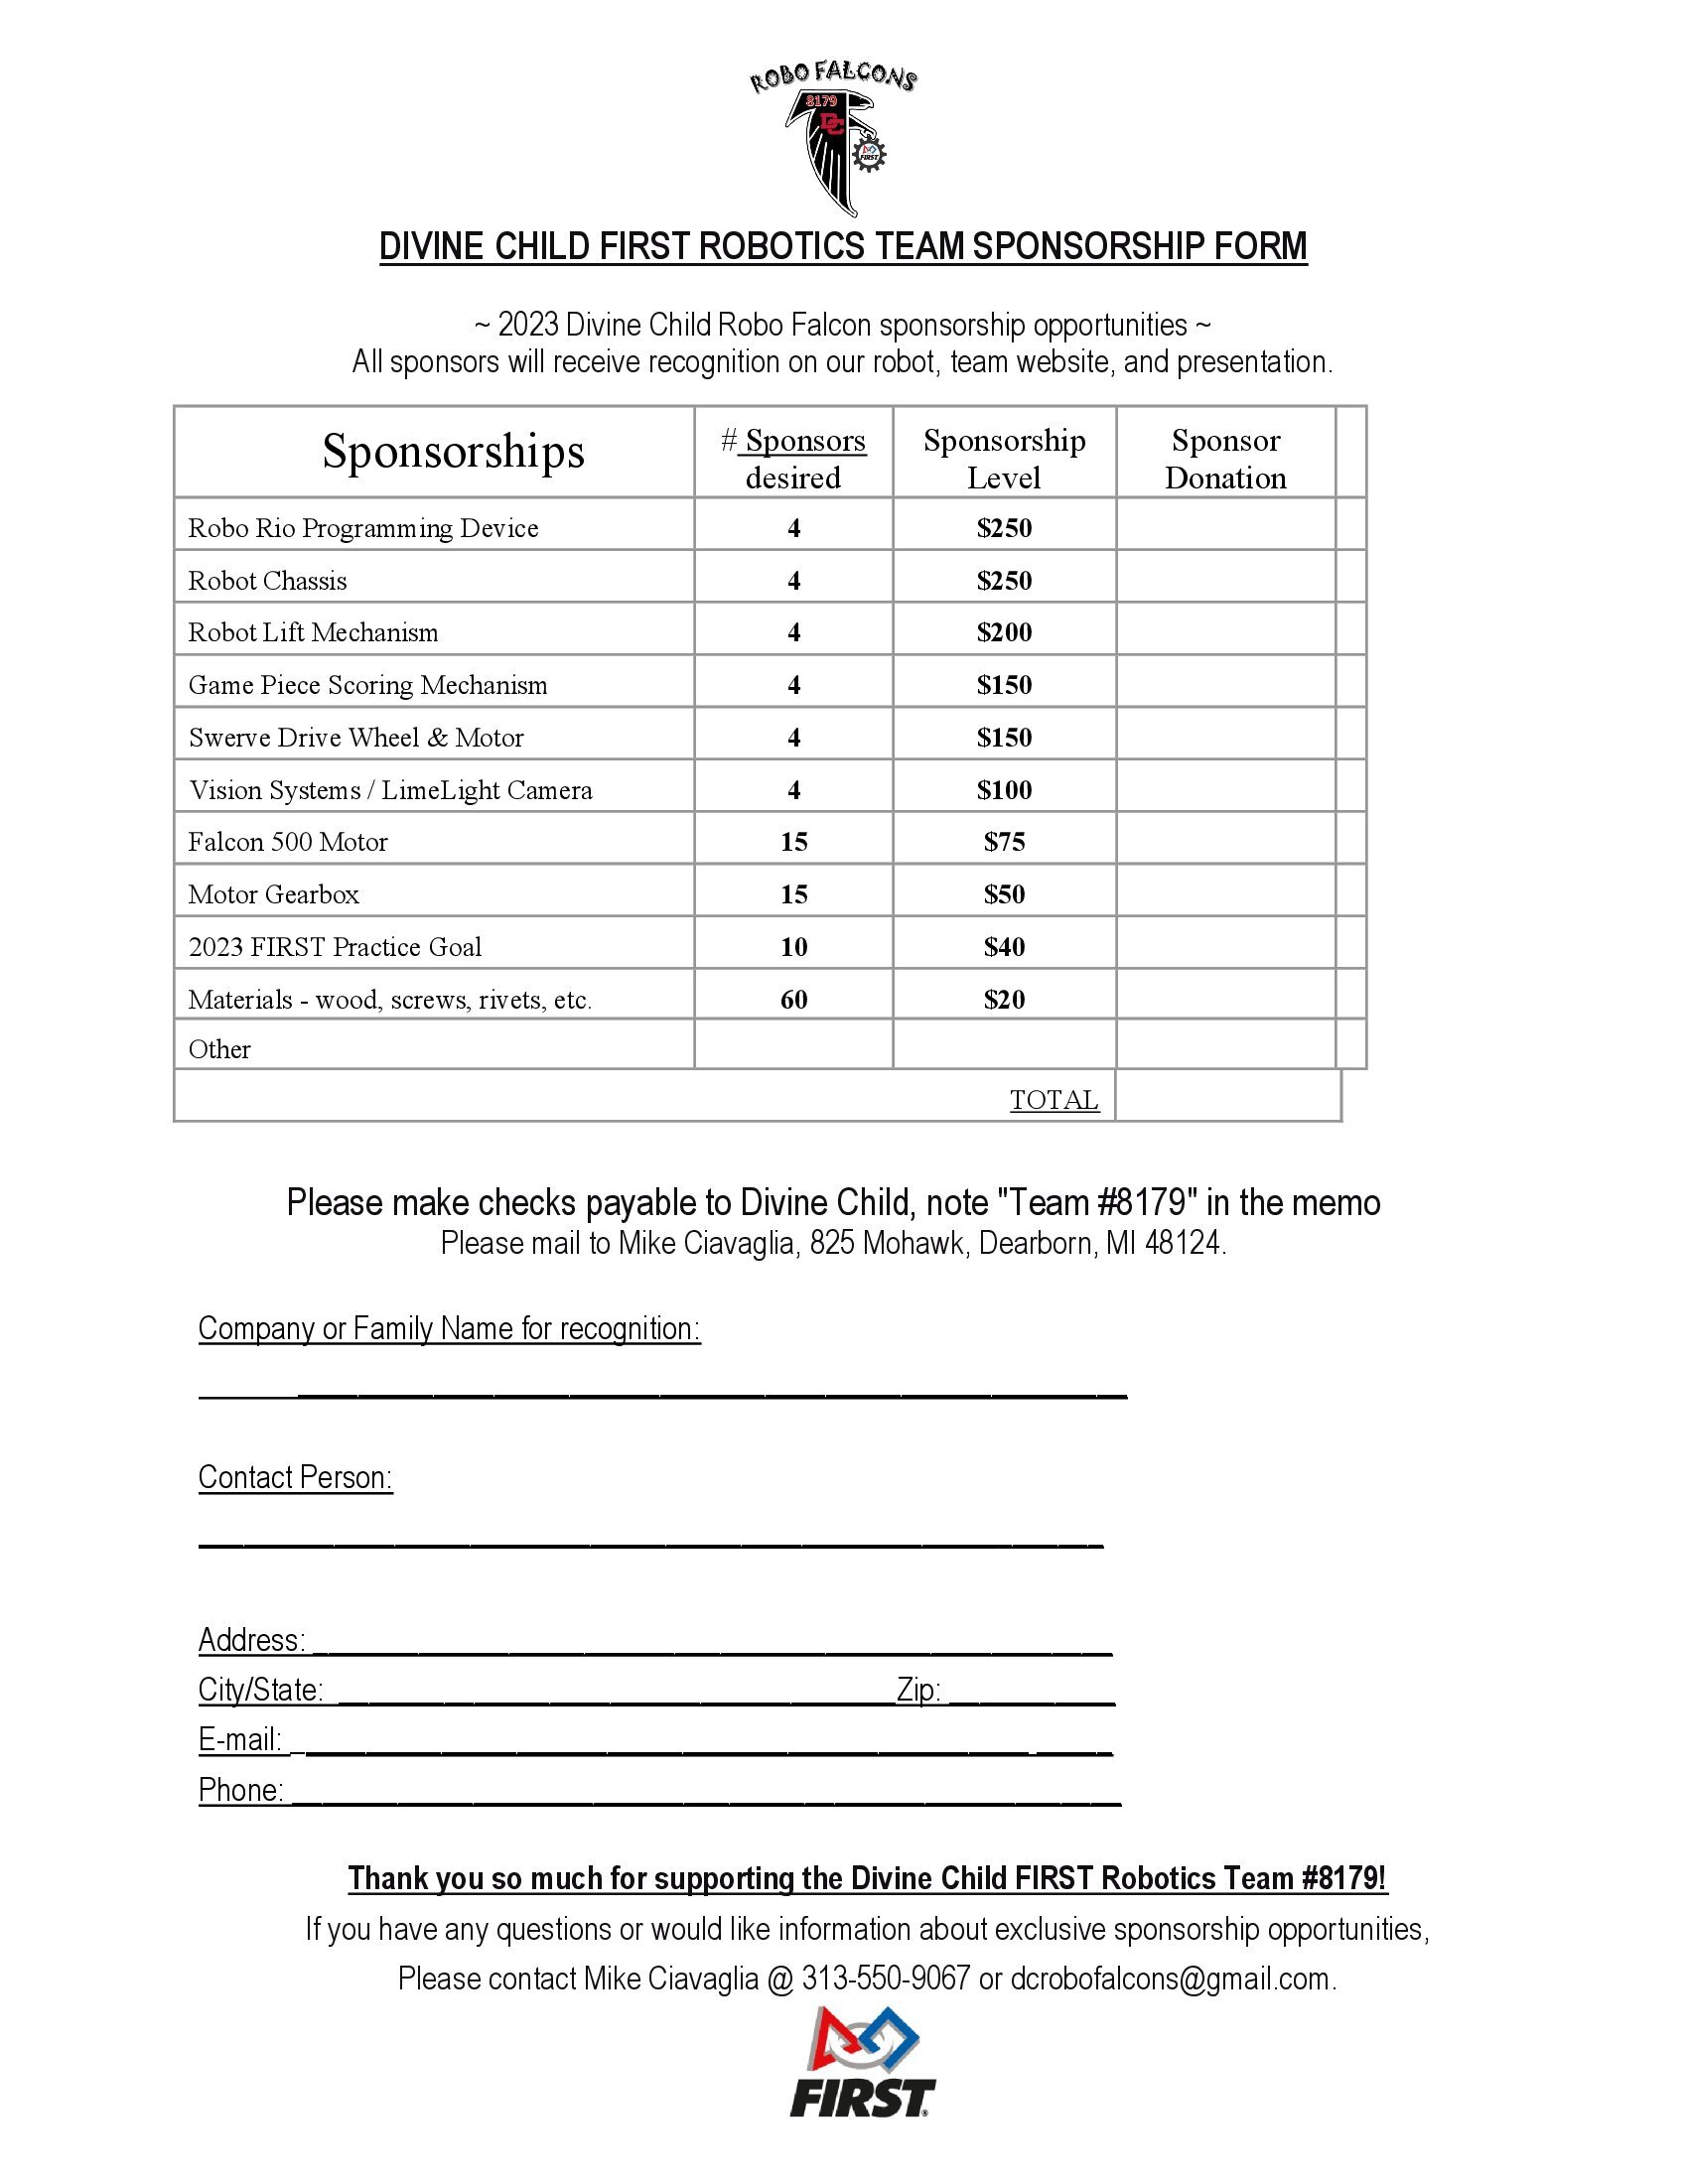 ROBO FALCONS
8179
DC
FIRST
DIVINE CHILD FIRST ROBOTICS TEAM SPONSORSHIP FORM
~ 2023 Divine Child Robo Falcon sponsorship opportunities ~
All sponsors will receive recognition on our robot, team website, and presentation.
Sponsorships # Sponsors desired Sponsorship Level Sponsor Donation
Robo Rio Programming Device 4 $250
Robot Chassis 4 $250
Robot Lift Mechanism 4 $200
Game Piece Scoring Mechanism 4 $150
Swerve Drive Wheel & Motor 4 $150
Vision Systems / LimeLight Camera 4 $100
Falcon 500 Motor 15 $75
Motor Gearbox 15 $50
2023 FIRST Practice Goal 10 $40
Materials - wood, screws, rivets, etc. 60 $20
Other
TOTAL
Please make checks payable to Divine Child, note "Team #8179" in the memo
Please mail to Mike Ciavaglia, 825 Mohawk, Dearborn, MI 48124.
Company or Family Name for recognition:
Contact Person:
Address:
City/State: Zip:
E-mail:
Phone:
Thank you so much for supporting the Divine Child FIRST Robotics Team #8179!
If you have any questions or would like information about exclusive sponsorship opportunities,
Please contact Mike Ciavaglia @ 313-550-9067 or dcrobofalcons@gmail.com.
FIRST®